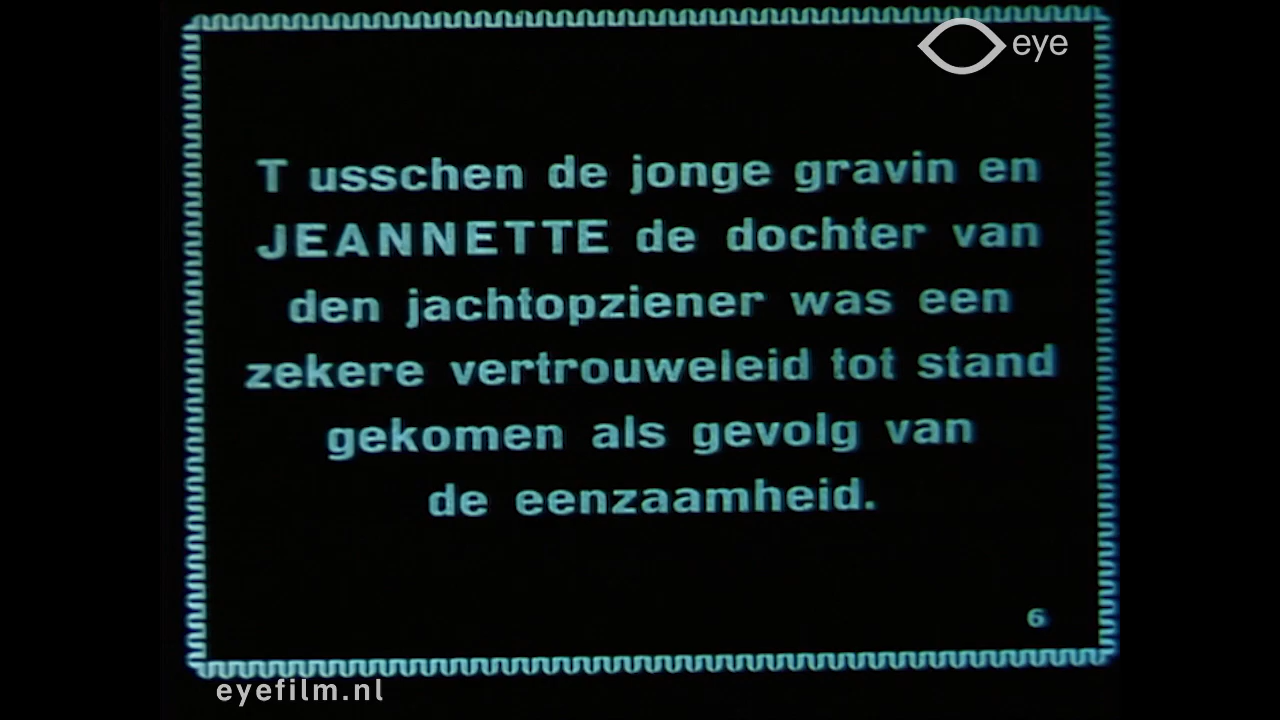 eye
T usschen de jonge gravin en
JEANNETTE de dochter van
den jachtopziener was een
zekere vertrouweleid tot stand
gekomen als gevolg van
de eenzaamheid.
6
eyefilm.nl